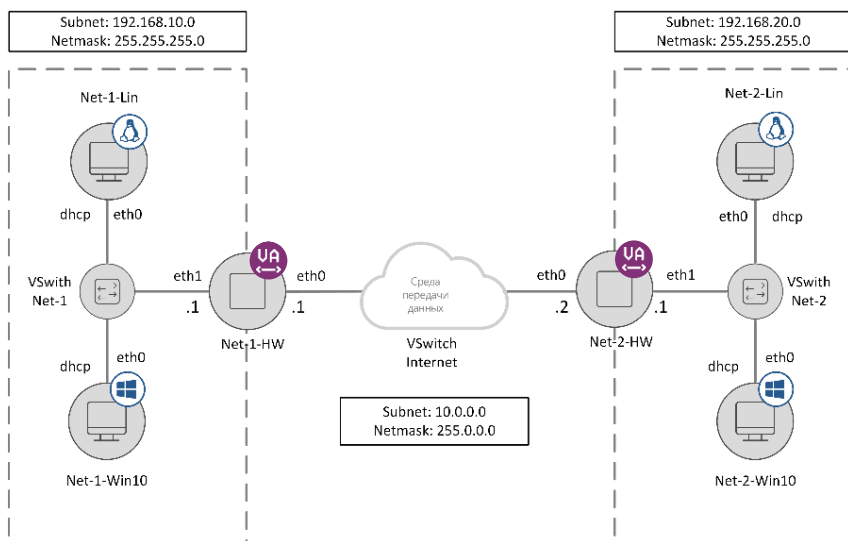 Subnet: 192.168.10.0
Netmask: 255.255.255.0
Subnet: 192.168.20.0
Netmask: 255.255.255.0
Net-1-Lin
Net-2-Lin
dhcp
eth0
eth0
dhcp
VSwith
Net-1
eth1
.1
VA
eth0
.1
Net-1-HW
Среда
передачи
данных
VSwitch
Internet
eth0
.2
VA
eth1
.1
Net-2-HW
VSwith
Net-2
dhcp
eth0
dhcp
eth0
Subnet: 10.0.0.0
Netmask: 255.0.0.0
Net-1-Win10
Net-2-Win10